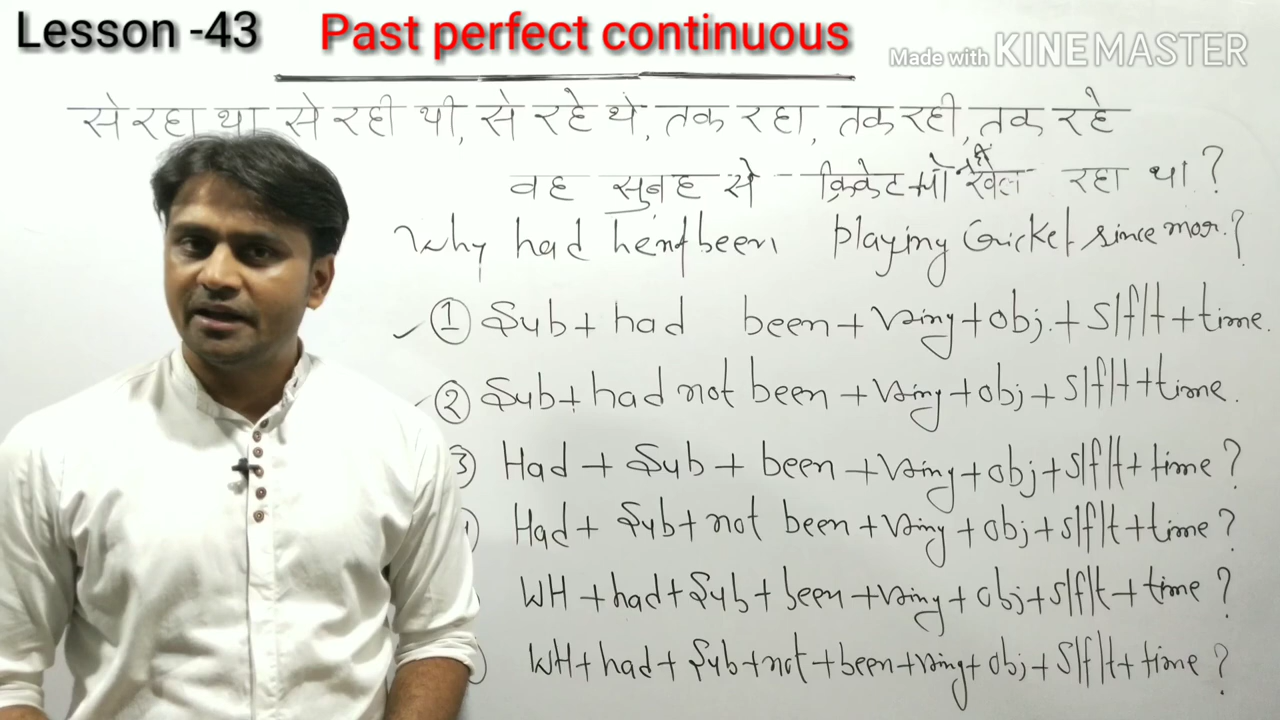 Lesson -43 Past perfect continuous
Made with KINEMASTER
से रहा था से रही थी, से रहे थे, तक रहा, तक रही, तक रहे
वह सुबह से क्रिकेट क्यों नहीं खेल रहा था?
Why had he not been playing Cricket since mor.?
① Sub + had been + Ving + obj. + S/f/t + time.
② Sub + had not been + Ving + obj + S/f/t + time.
3) Had + Sub + been + Ving + obj + S/f/t + time?
Had + Sub + not been + Ving + obj + S/f/t + time?
WH + had + Sub + been + Ving + obj + S/f/t + time?
WH + had + Sub + not + been + Ving + obj + S/f/t + time?